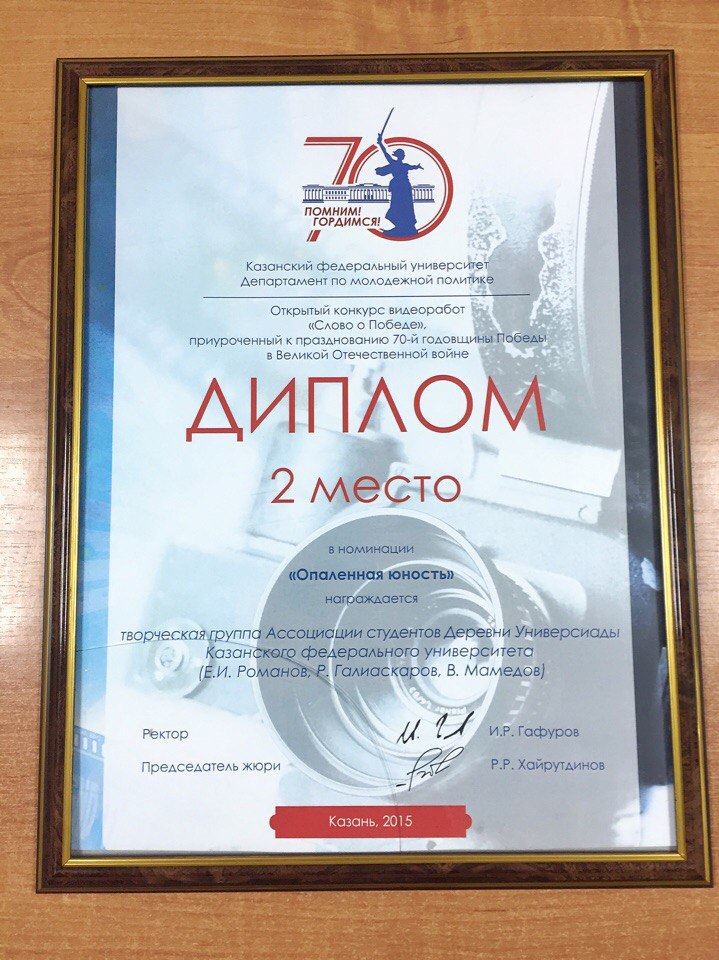 70
ПОМНИМ!
ГОРДИМСЯ!
Казанский федеральный университет
Департамент по молодежной политике
Открытый конкурс видеоработ
«Слово о Победе»,
приуроченный к празднованию 70-й годовщины Победы
в Великой Отечественной войне
ДИПЛОМ
2 место
в номинации
«Опаленная юность»
награждается
творческая группа Ассоциации студентов Деревни Универсиады
Казанского федерального университета
(Е.И. Романов, Р. Галиаскаров, В. Мамедов)
Ректор И.Р. Гафуров
Председатель жюри Р.Р. Хайрутдинов
Казань, 2015